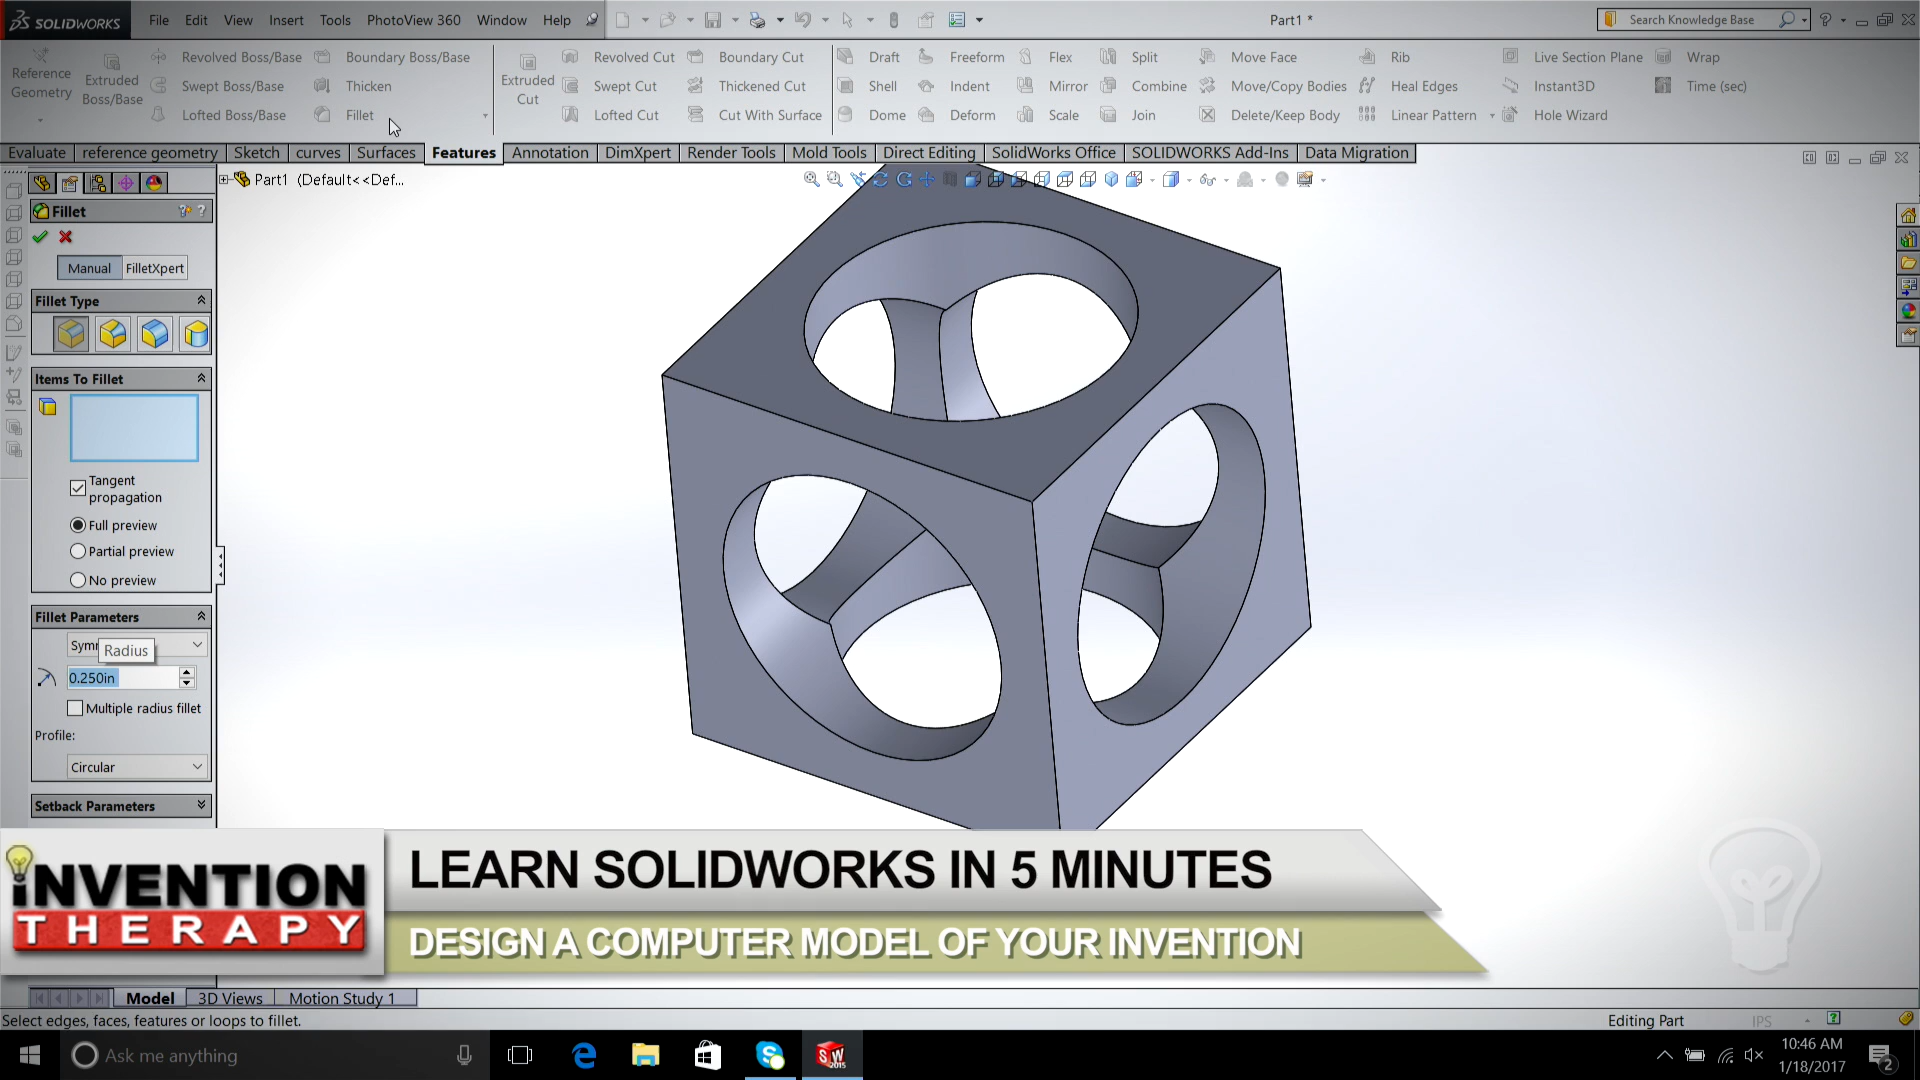 SOLIDWORKS File Edit View Insert Tools PhotoView 360 Window Help Part1 * Search Knowledge Base ?
Reference Geometry
Extruded Boss/Base
Revolved Boss/Base
Swept Boss/Base
Lofted Boss/Base
Boundary Boss/Base
Thicken
Fillet
Extruded Cut
Revolved Cut
Swept Cut
Lofted Cut
Boundary Cut
Thickened Cut
Cut With Surface
Draft
Shell
Dome
Freeform
Indent
Deform
Flex
Mirror
Scale
Split
Combine
Join
Move Face
Move/Copy Bodies
Delete/Keep Body
Rib
Heal Edges
Linear Pattern
Live Section Plane
Instant3D
Hole Wizard
Wrap
Time (sec)
Evaluate reference geometry Sketch curves Surfaces Features Annotation DimXpert Render Tools Mold Tools Direct Editing SolidWorks Office SOLIDWORKS Add-Ins Data Migration
Part1 (Default<<Def...
Fillet ? ?
Manual FilletXpert
Fillet Type
Items To Fillet
Tangent
propagation
Full preview
Partial preview
No preview
Fillet Parameters
Symr
Radius
0.250in
Multiple radius fillet
Profile:
Circular
Setback Parameters
iNVENTION
THERAPY
LEARN SOLIDWORKS IN 5 MINUTES
DESIGN A COMPUTER MODEL OF YOUR INVENTION
Model 3D Views Motion Study 1
Select edges, faces, features or loops to fillet.
Editing Part IPS ?
Ask me anything
SW
2015
10:46 AM
1/18/2017
2